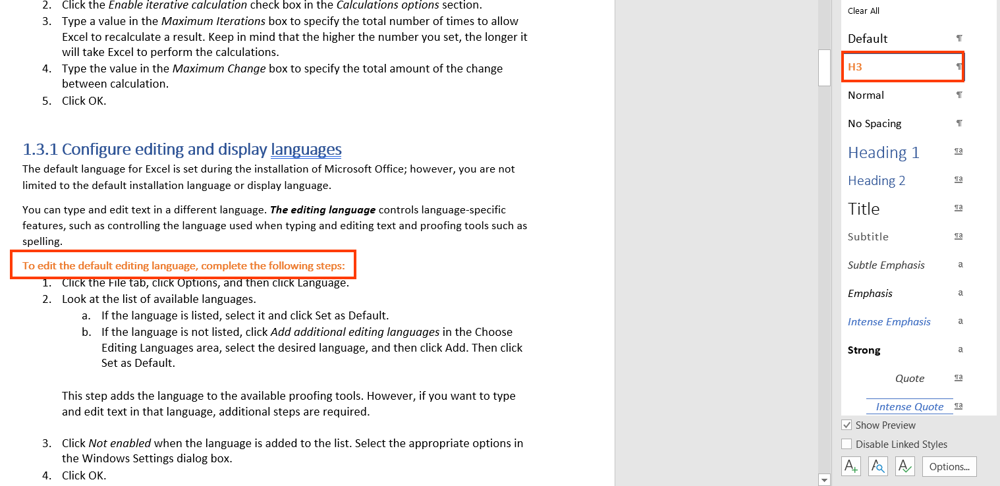 2. Click the Enable iterative calculation check box in the Calculations options section.
3. Type a value in the Maximum Iterations box to specify the total number of times to allow
Excel to recalculate a result. Keep in mind that the higher the number you set, the longer it
will take Excel to perform the calculations.
4. Type the value in the Maximum Change box to specify the total amount of the change
between calculation.
5. Click OK.
1.3.1 Configure editing and display languages
The default language for Excel is set during the installation of Microsoft Office; however, you are not
limited to the default installation language or display language.
You can type and edit text in a different language. The editing language controls language-specific
features, such as controlling the language used when typing and editing text and proofing tools such as
spelling.
To edit the default editing language, complete the following steps:
1. Click the File tab, click Options, and then click Language.
2. Look at the list of available languages.
a. If the language is listed, select it and click Set as Default.
b. If the language is not listed, click Add additional editing languages in the Choose
Editing Languages area, select the desired language, and then click Add. Then click
Set as Default.
This step adds the language to the available proofing tools. However, if you want to type
and edit text in that language, additional steps are required.
3. Click Not enabled when the language is added to the list. Select the appropriate options in
the Windows Settings dialog box.
4. Click OK.
Clear All
Default ¶
H3 ¶
Normal ¶
No Spacing ¶
Heading 1 ¶a
Heading 2 ¶a
Title ¶a
Subtitle ¶a
Subtle Emphasis a
Emphasis a
Intense Emphasis a
Strong a
Quote ¶a
Intense Quote ¶a
Show Preview
Disable Linked Styles
Options...